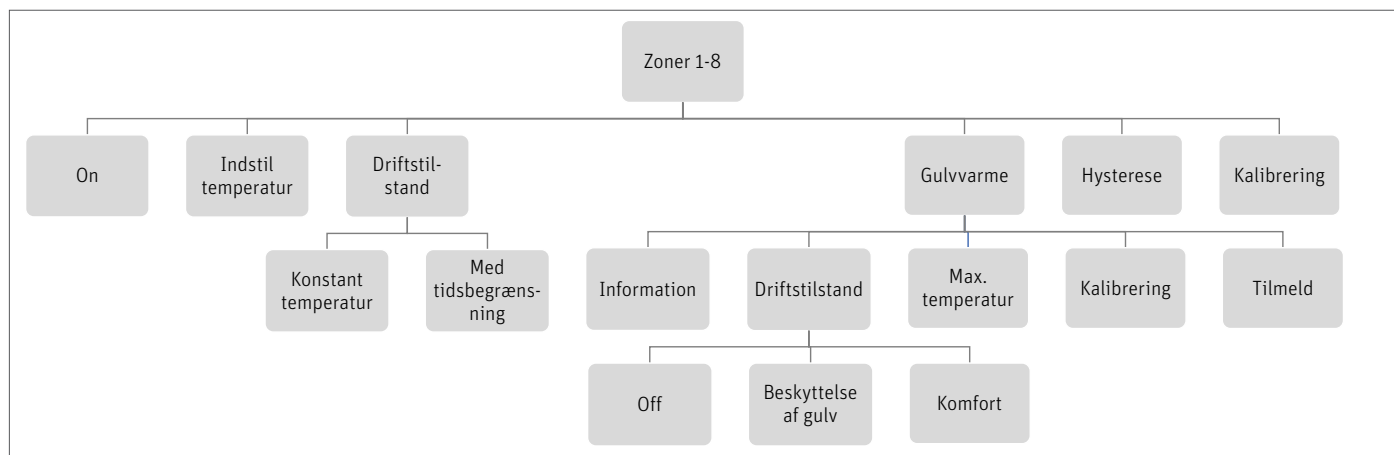 Zoner 1-8
On
Indstil
temperatur
Driftstil-
stand
Gulvvarme
Hysterese
Kalibrering
Konstant
temperatur
Med
tidsbegræns-
ning
Information
Driftstilstand
Max.
temperatur
Kalibrering
Tilmeld
Off
Beskyttelse
af gulv
Komfort